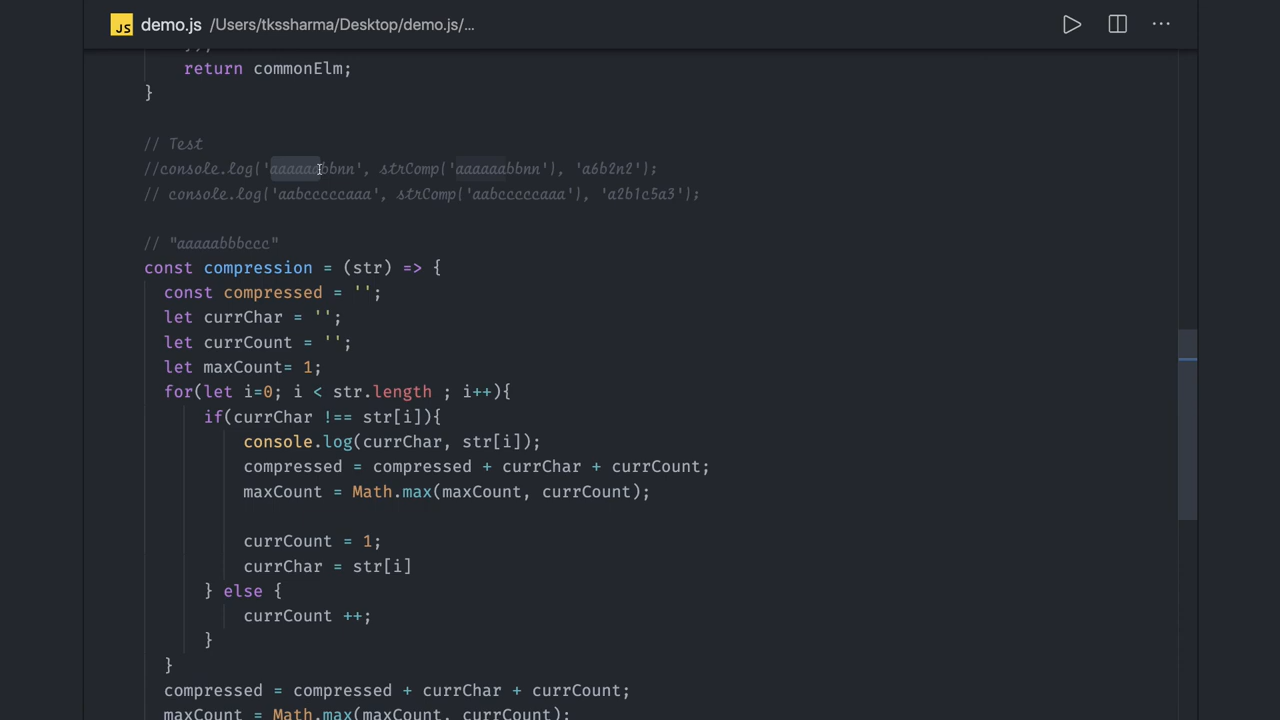 JS demo.js /Users/tkssharma/Desktop/demo.js/... ...
return commonElm;
}
// Test
//console.log('aaaaaabbnn', strComp('aaaaaabbnn'), 'a6b2n2');
// console.log('aabcccccaaa', strComp('aabcccccaaa'), 'a2b1c5a3');
// "aaaaabbbccc"
const compression = (str) => {
const compressed = '';
let currChar = '';
let currCount = '';
let maxCount= 1;
for(let i=0; i < str.length ; i++){
if(currChar !== str[i]){
console.log(currChar, str[i]);
compressed = compressed + currChar + currCount;
maxCount = Math.max(maxCount, currCount);
currCount = 1;
currChar = str[i]
} else {
currCount ++;
}
}
compressed = compressed + currChar + currCount;
maxCount = Math.max(maxCount, currCount);